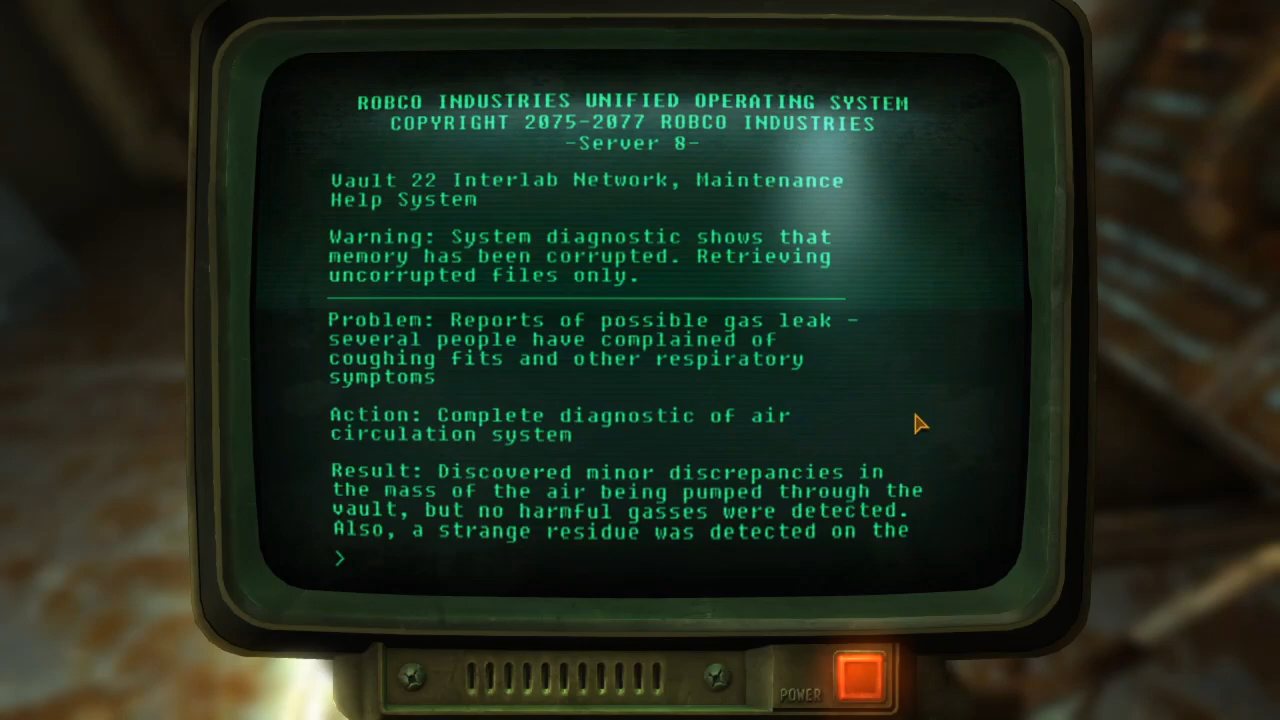 ROBCO INDUSTRIES UNIFIED OPERATING SYSTEM
COPYRIGHT 2075-2077 ROBCO INDUSTRIES
-Server 8-
Vault 22 Interlab Network, Maintenance
Help System
Warning: System diagnostic shows that
memory has been corrupted. Retrieving
uncorrupted files only.
Problem: Reports of possible gas leak -
several people have complained of
coughing fits and other respiratory
symptoms
Action: Complete diagnostic of air
circulation system
Result: Discovered minor discrepancies in
the mass of the air being pumped through the
vault, but no harmful gasses were detected.
Also, a strange residue was detected on the
>
POWER